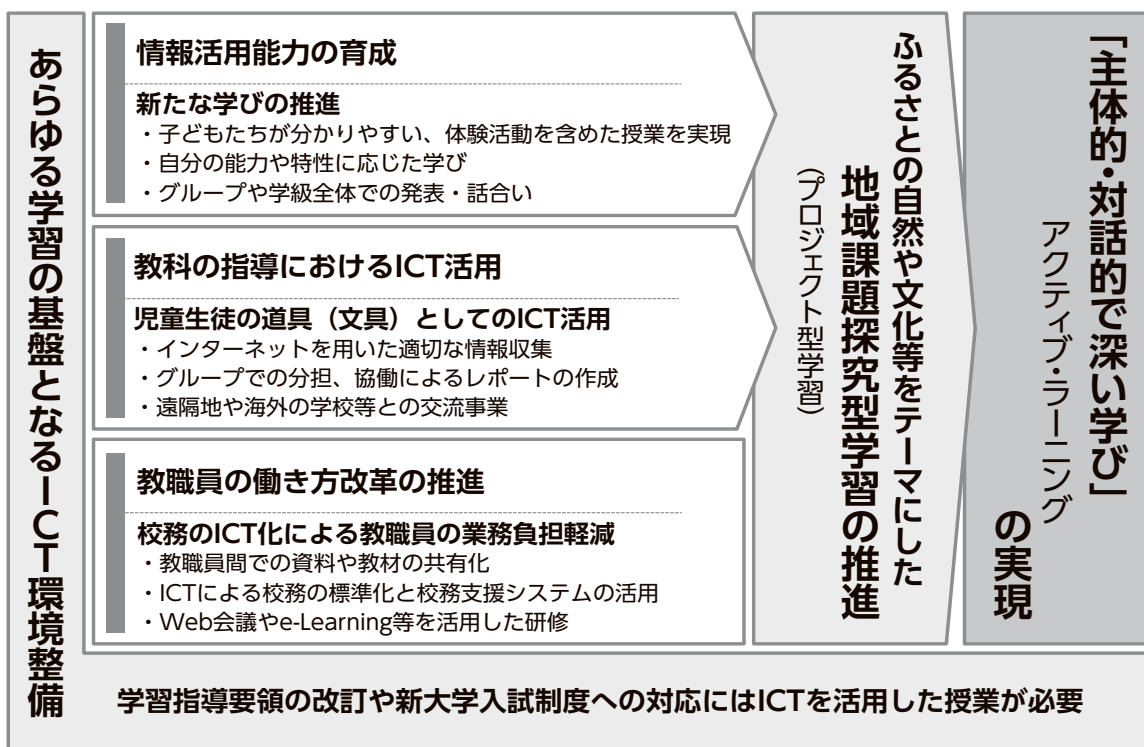 あらゆる学習の基盤となるICT環境整備
情報活用能力の育成
新たな学びの推進
・子どもたちが分かりやすい、体験活動を含めた授業を実現
・自分の能力や特性に応じた学び
・グループや学級全体での発表・話合い
教科の指導におけるICT活用
児童生徒の道具（文具）としてのICT活用
・インターネットを用いた適切な情報収集
・グループでの分担、協働によるレポートの作成
・遠隔地や海外の学校等との交流事業
教職員の働き方改革の推進
校務のICT化による教職員の業務負担軽減
・教職員間での資料や教材の共有化
・ICTによる校務の標準化と校務支援システムの活用
・Web会議やe-Learning等を活用した研修
ふるさとの自然や文化等をテーマにした
地域課題探究型学習の推進
（プロジェクト型学習）
「主体的・対話的で深い学び」
アクティブ・ラーニング
の実現
学習指導要領の改訂や新大学入試制度への対応にはICTを活用した授業が必要